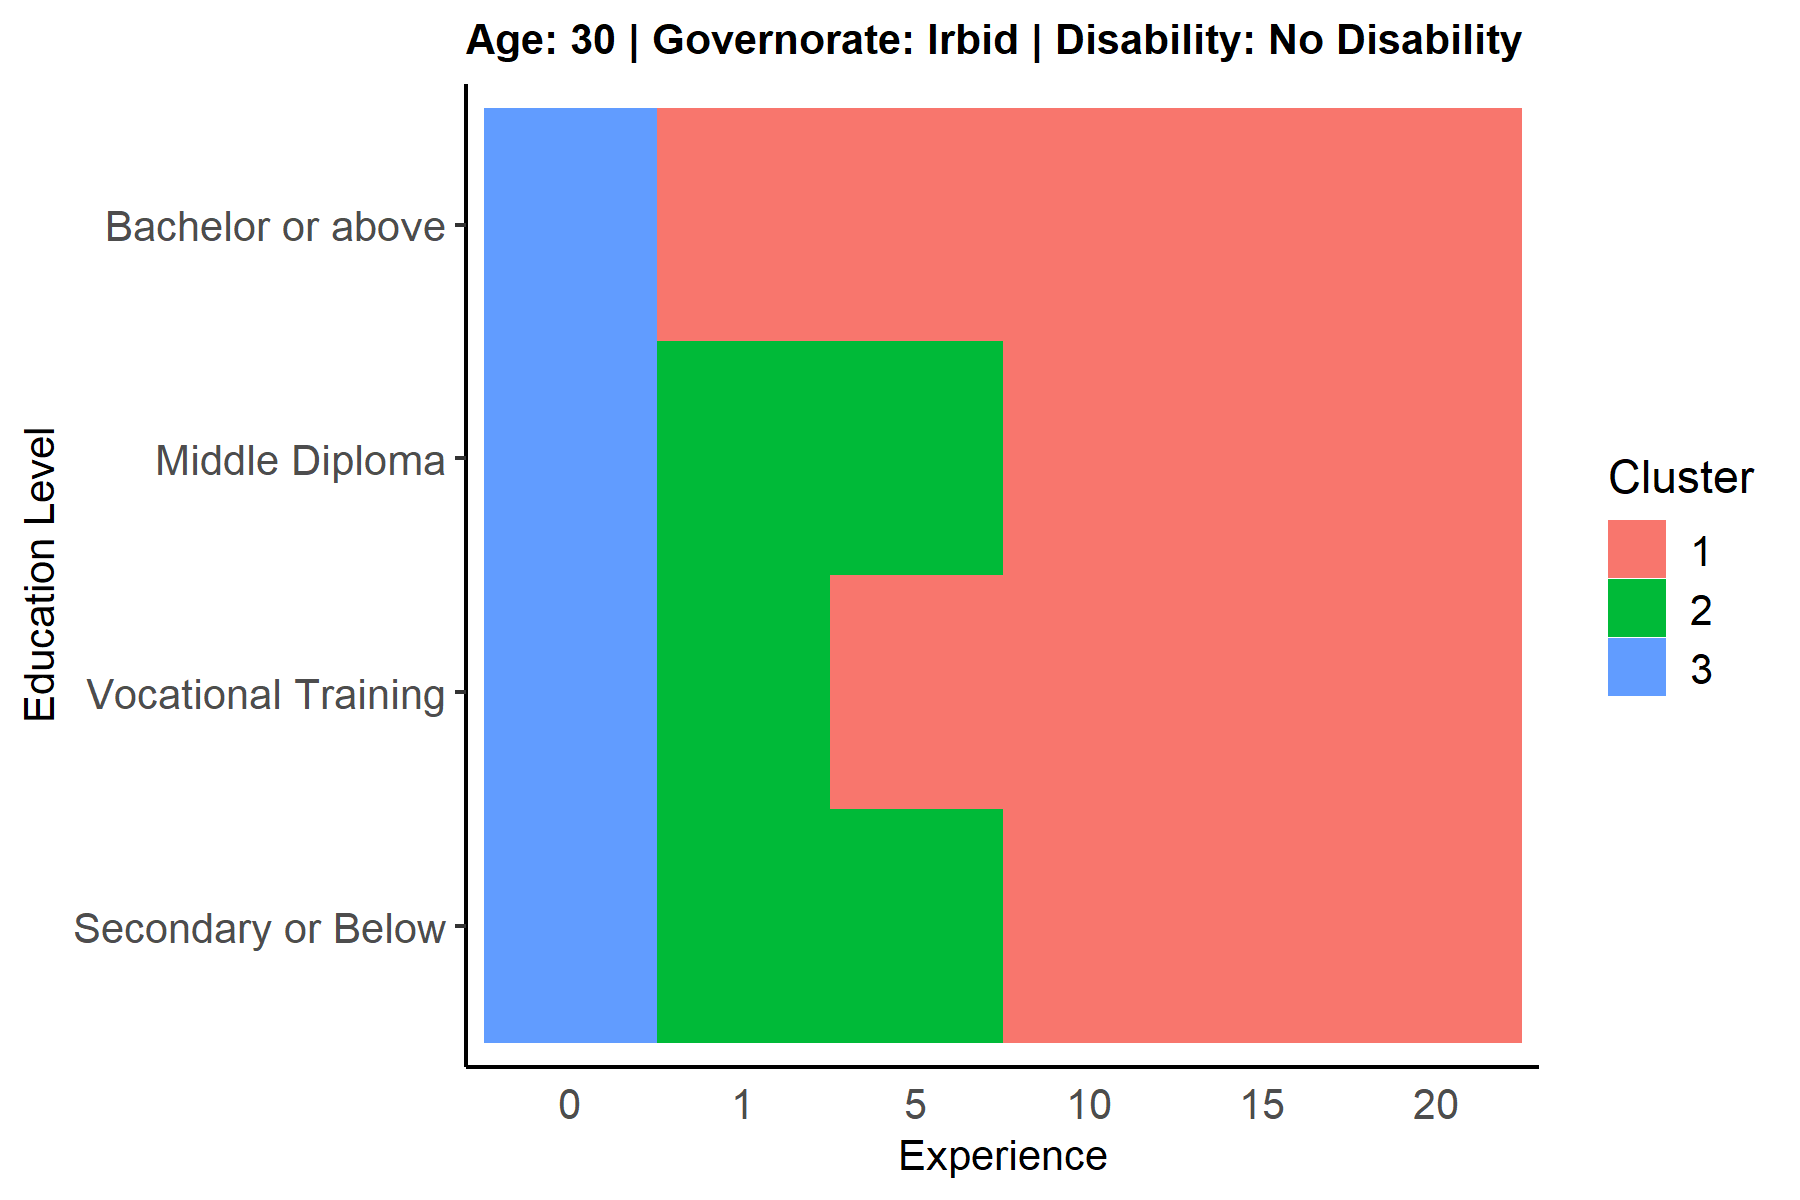 Age: 30 | Governorate: Irbid | Disability: No Disability
Education Level
Bachelor or above
Middle Diploma
Vocational Training
Secondary or Below
0 1 5 10 15 20
Experience
Cluster
1
2
3